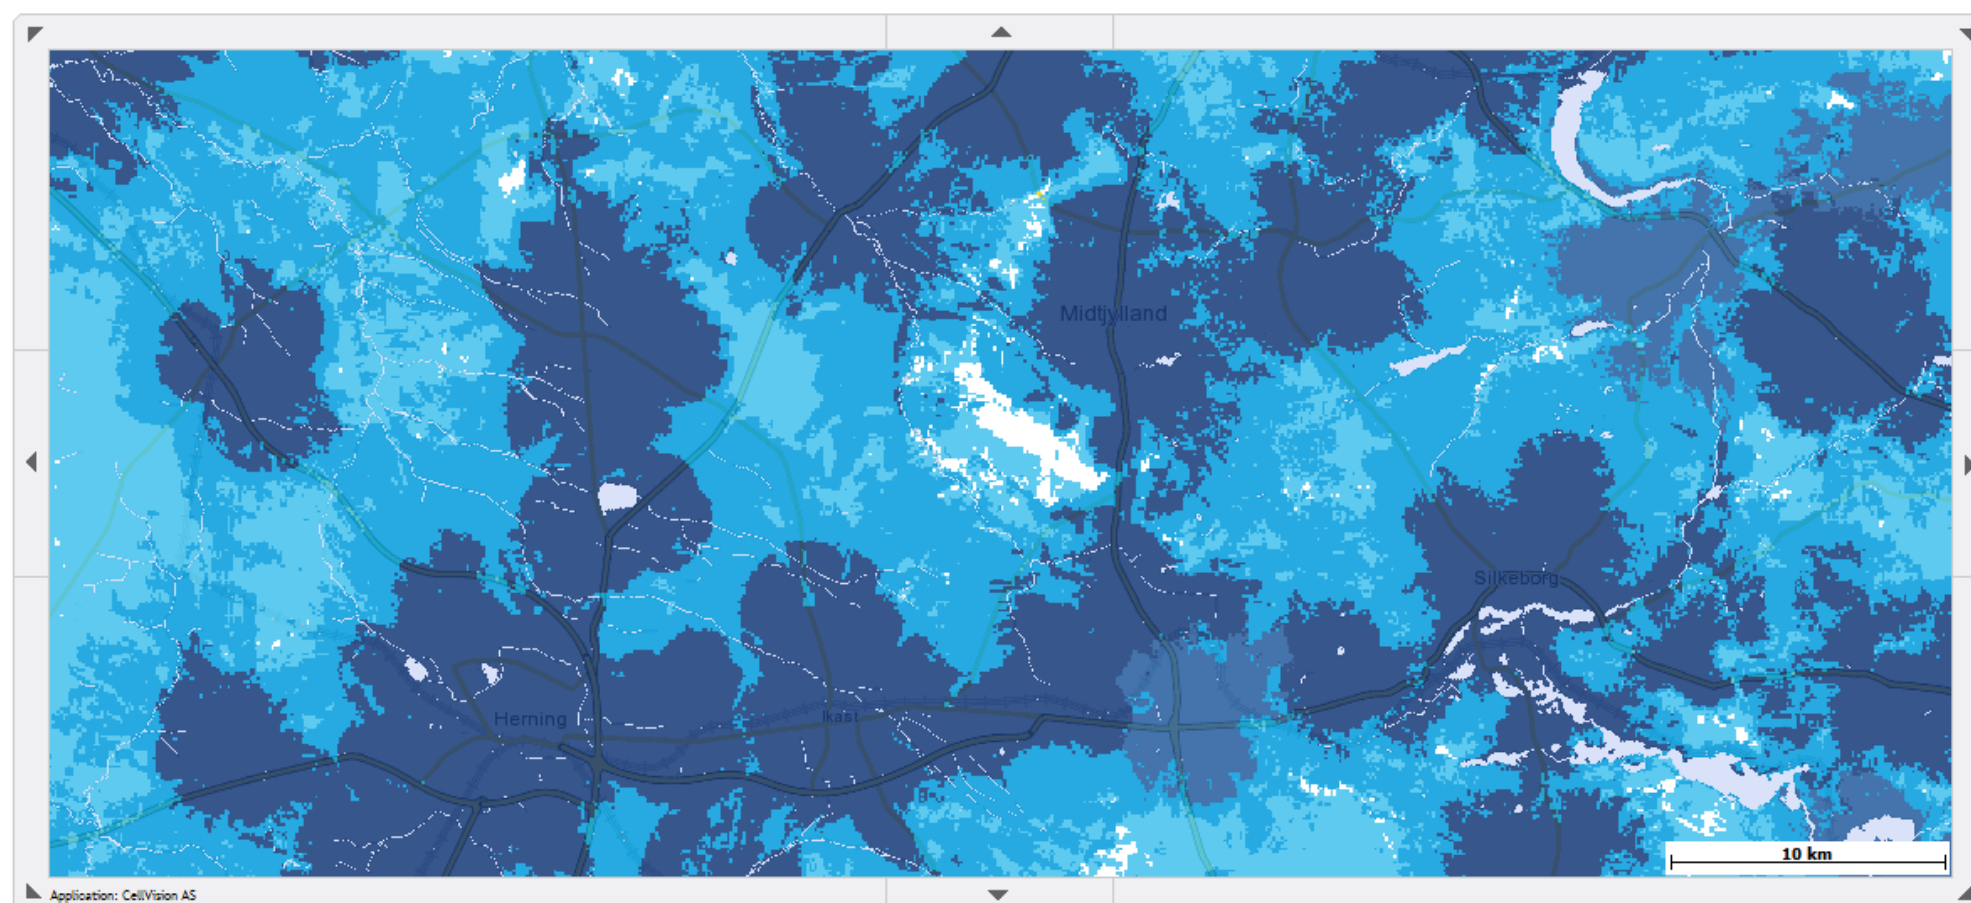 Midtjylland
Silkeborg
Herning
Ikast
10 km
Application: CellVision AS